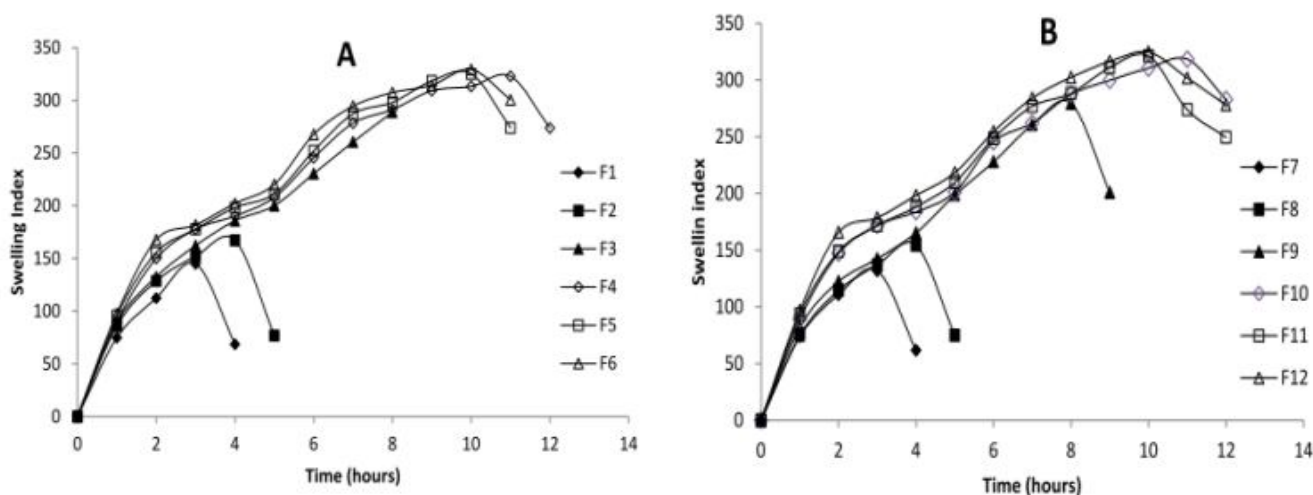 A
350
300
250
200
150
100
50
0
Swelling Index
0 2 4 6 8 10 12 14
Time (hours)
F1
F2
F3
F4
F5
F6
B
350
300
250
200
150
100
50
0
Swellin index
0 2 4 6 8 10 12 14
Time (hours)
F7
F8
F9
F10
F11
F12